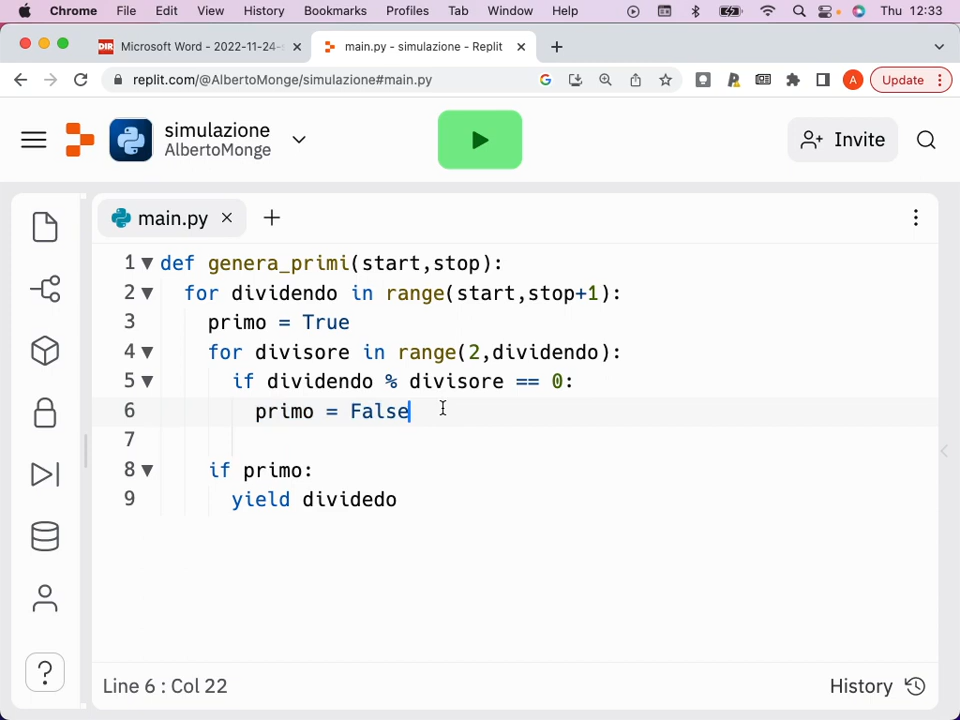 Chrome File Edit View History Bookmarks Profiles Tab Window Help Thu 12:33
DIR Microsoft Word - 2022-11-24- main.py - simulazione - Replit
replit.com/@AlbertoMonge/simulazione#main.py A Update
simulazione
AlbertoMonge
Invite
main.py
1 def genera_primi(start,stop):
2 for dividendo in range(start,stop+1):
3 primo = True
4 for divisore in range(2,dividendo):
5 if dividendo % divisore == 0:
6 primo = False
7
8 if primo:
9 yield dividedo
?
Line 6 : Col 22 History